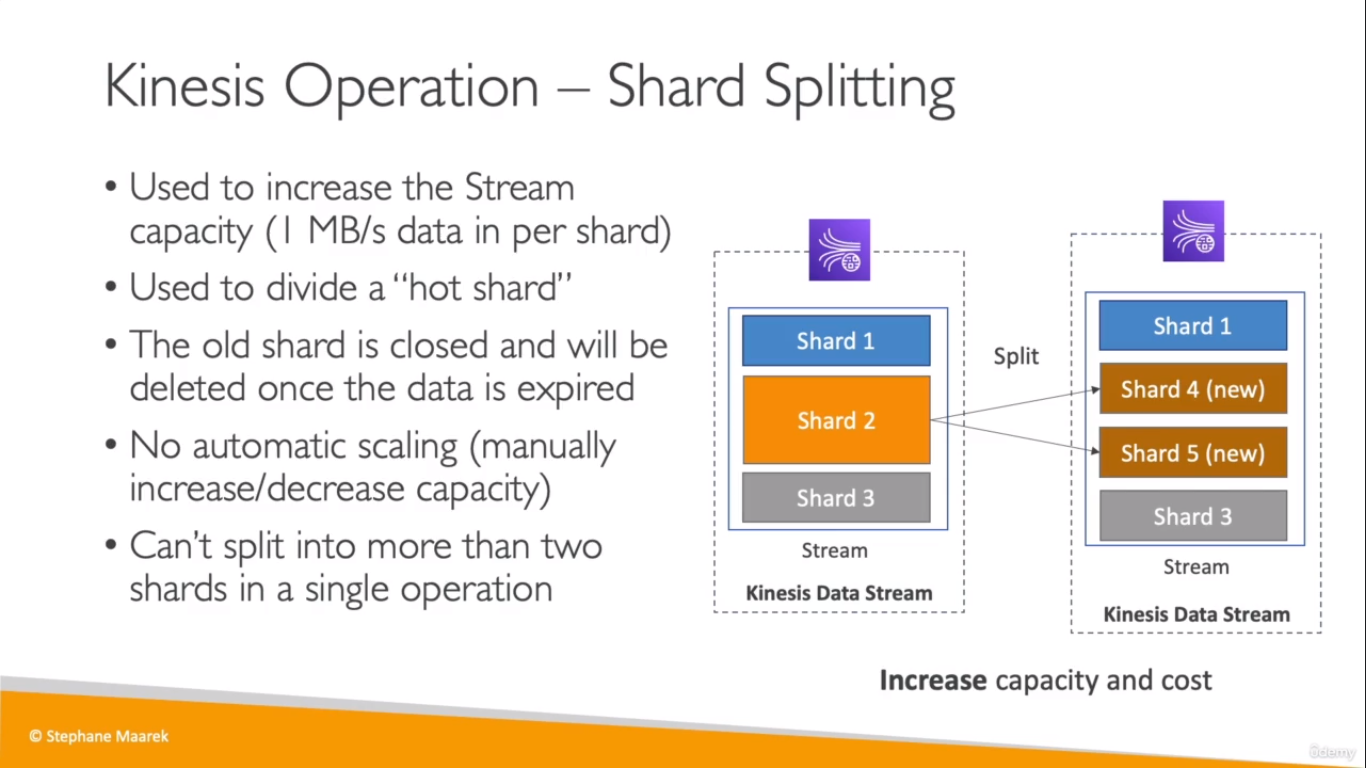 Kinesis Operation – Shard Splitting
• Used to increase the Stream
capacity (1 MB/s data in per shard)
• Used to divide a “hot shard”
• The old shard is closed and will be
deleted once the data is expired
• No automatic scaling (manually
increase/decrease capacity)
• Can’t split into more than two
shards in a single operation
Shard 1
Shard 2
Shard 3
Stream
Kinesis Data Stream
Split
Shard 1
Shard 4 (new)
Shard 5 (new)
Shard 3
Stream
Kinesis Data Stream
Increase capacity and cost
© Stephane Maarek
ûdemy